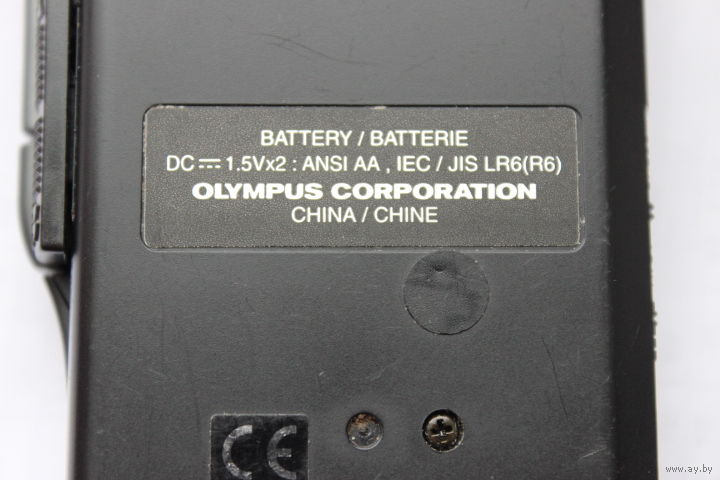 BATTERY / BATTERIE
DC⎓1.5Vx2 : ANSI AA , IEC / JIS LR6(R6)
OLYMPUS CORPORATION
CHINA / CHINE
CE
www.ay.by